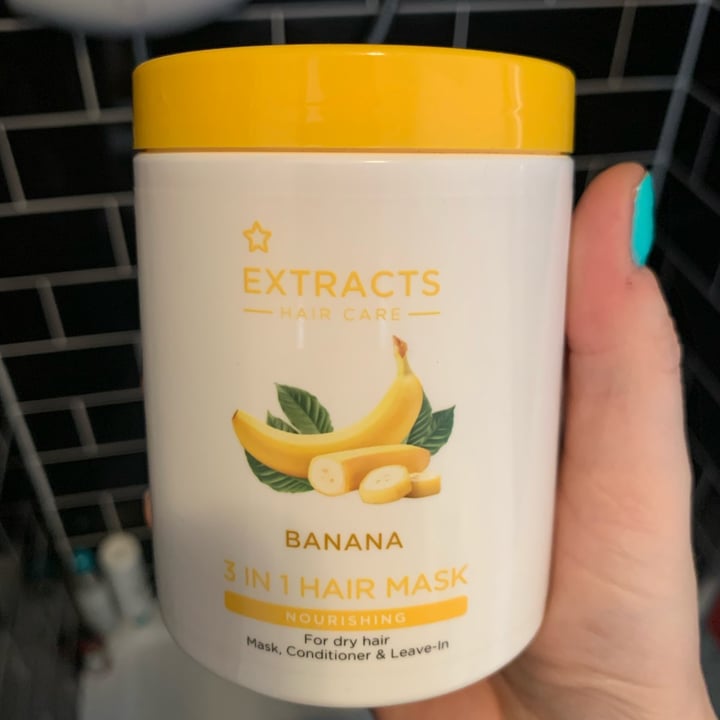 EXTRACTS
HAIR CARE
BANANA
3 IN 1 HAIR MASK
NOURISHING
For dry hair
Mask, Conditioner & Leave-In